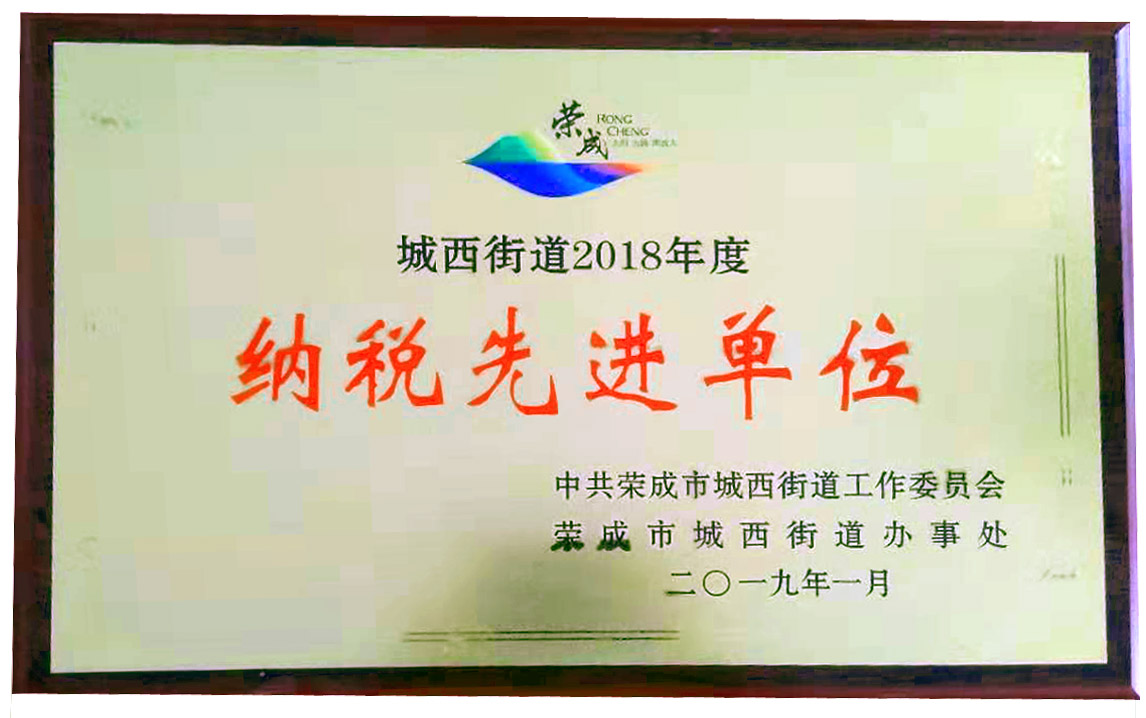 荣成
RONG
CHENG
城西街道2018年度
纳税先进单位
中共荣成市城西街道工作委员会
荣成市城西街道办事处
二〇一九年一月